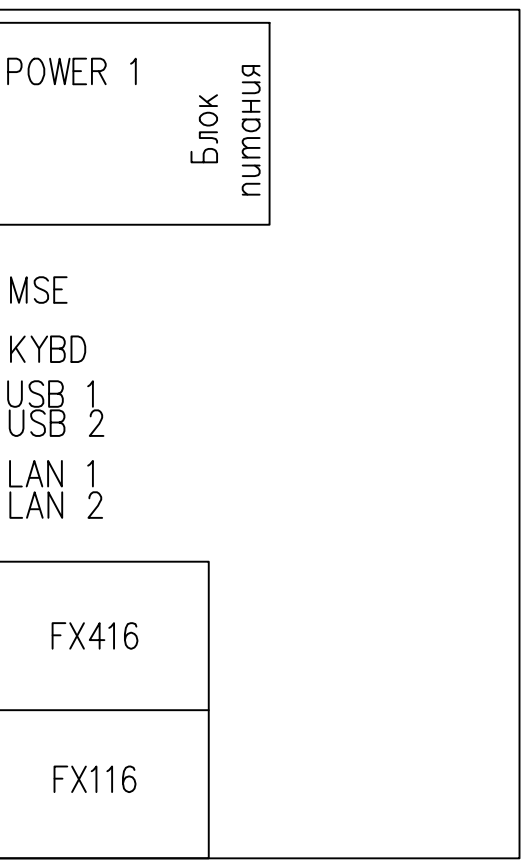 POWER 1
Блок
питания
MSE
KYBD
USB 1
USB 2
LAN 1
LAN 2
FX416
FX116